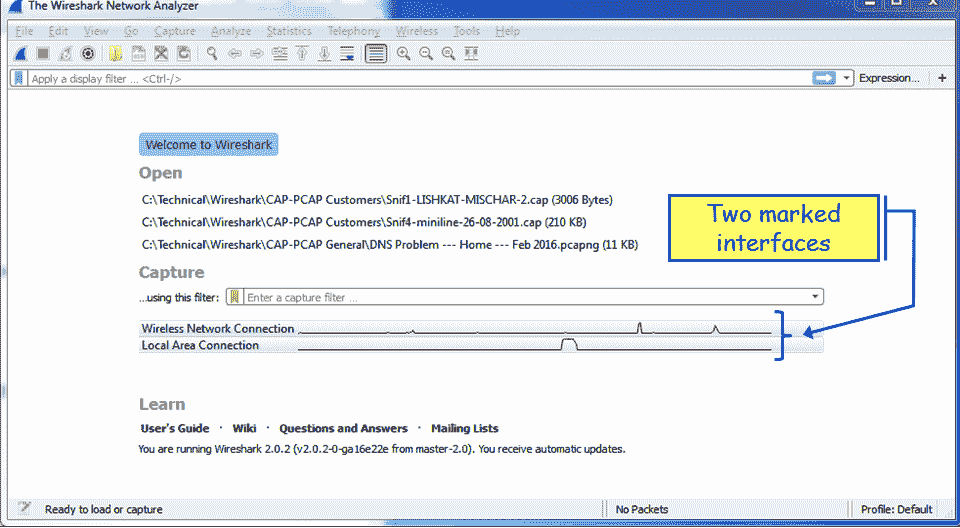 The Wireshark Network Analyzer
File Edit View Go Capture Analyze Statistics Telephony Wireless Tools Help
Apply a display filter ... <Ctrl-/>
Expression...
+
Welcome to Wireshark
Open
C:\Technical\Wireshark\CAP-PCAP Customers\Snif1-LISHKAT-MISCHAR-2.cap (3006 Bytes)
C:\Technical\Wireshark\CAP-PCAP Customers\Snif4-miniline-26-08-2001.cap (210 KB)
C:\Technical\Wireshark\CAP-PCAP General\DNS Problem --- Home --- Feb 2016.pcapng (11 KB)
Two marked
interfaces
Capture
...using this filter: Enter a capture filter ...
Wireless Network Connection
Local Area Connection
Learn
User's Guide · Wiki · Questions and Answers · Mailing Lists
You are running Wireshark 2.0.2 (v2.0.2-0-ga16e22e from master-2.0). You receive automatic updates.
Ready to load or capture
No Packets
Profile: Default